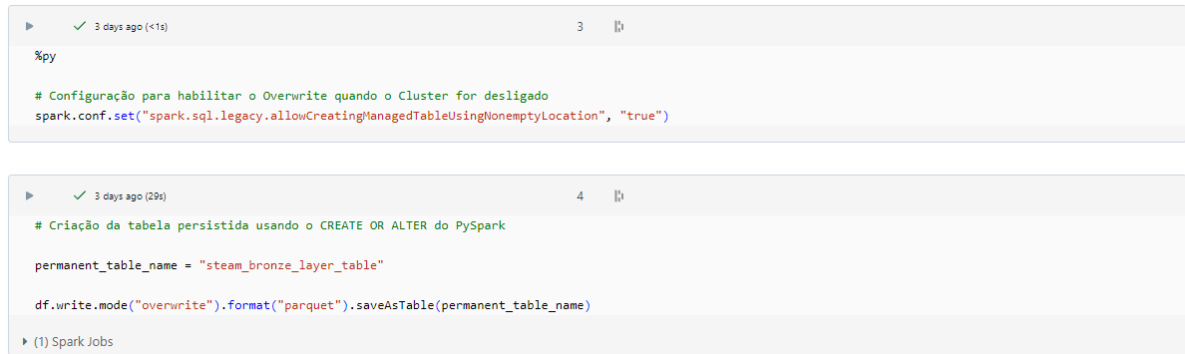 3 days ago (<1s)
3
%py
# Configuração para habilitar o Overwrite quando o Cluster for desligado
spark.conf.set("spark.sql.legacy.allowCreatingManagedTableUsingNonemptyLocation", "true")
3 days ago (29s)
4
# Criação da tabela persistida usando o CREATE OR ALTER do PySpark
permanent_table_name = "steam_bronze_layer_table"
df.write.mode("overwrite").format("parquet").saveAsTable(permanent_table_name)
(1) Spark Jobs